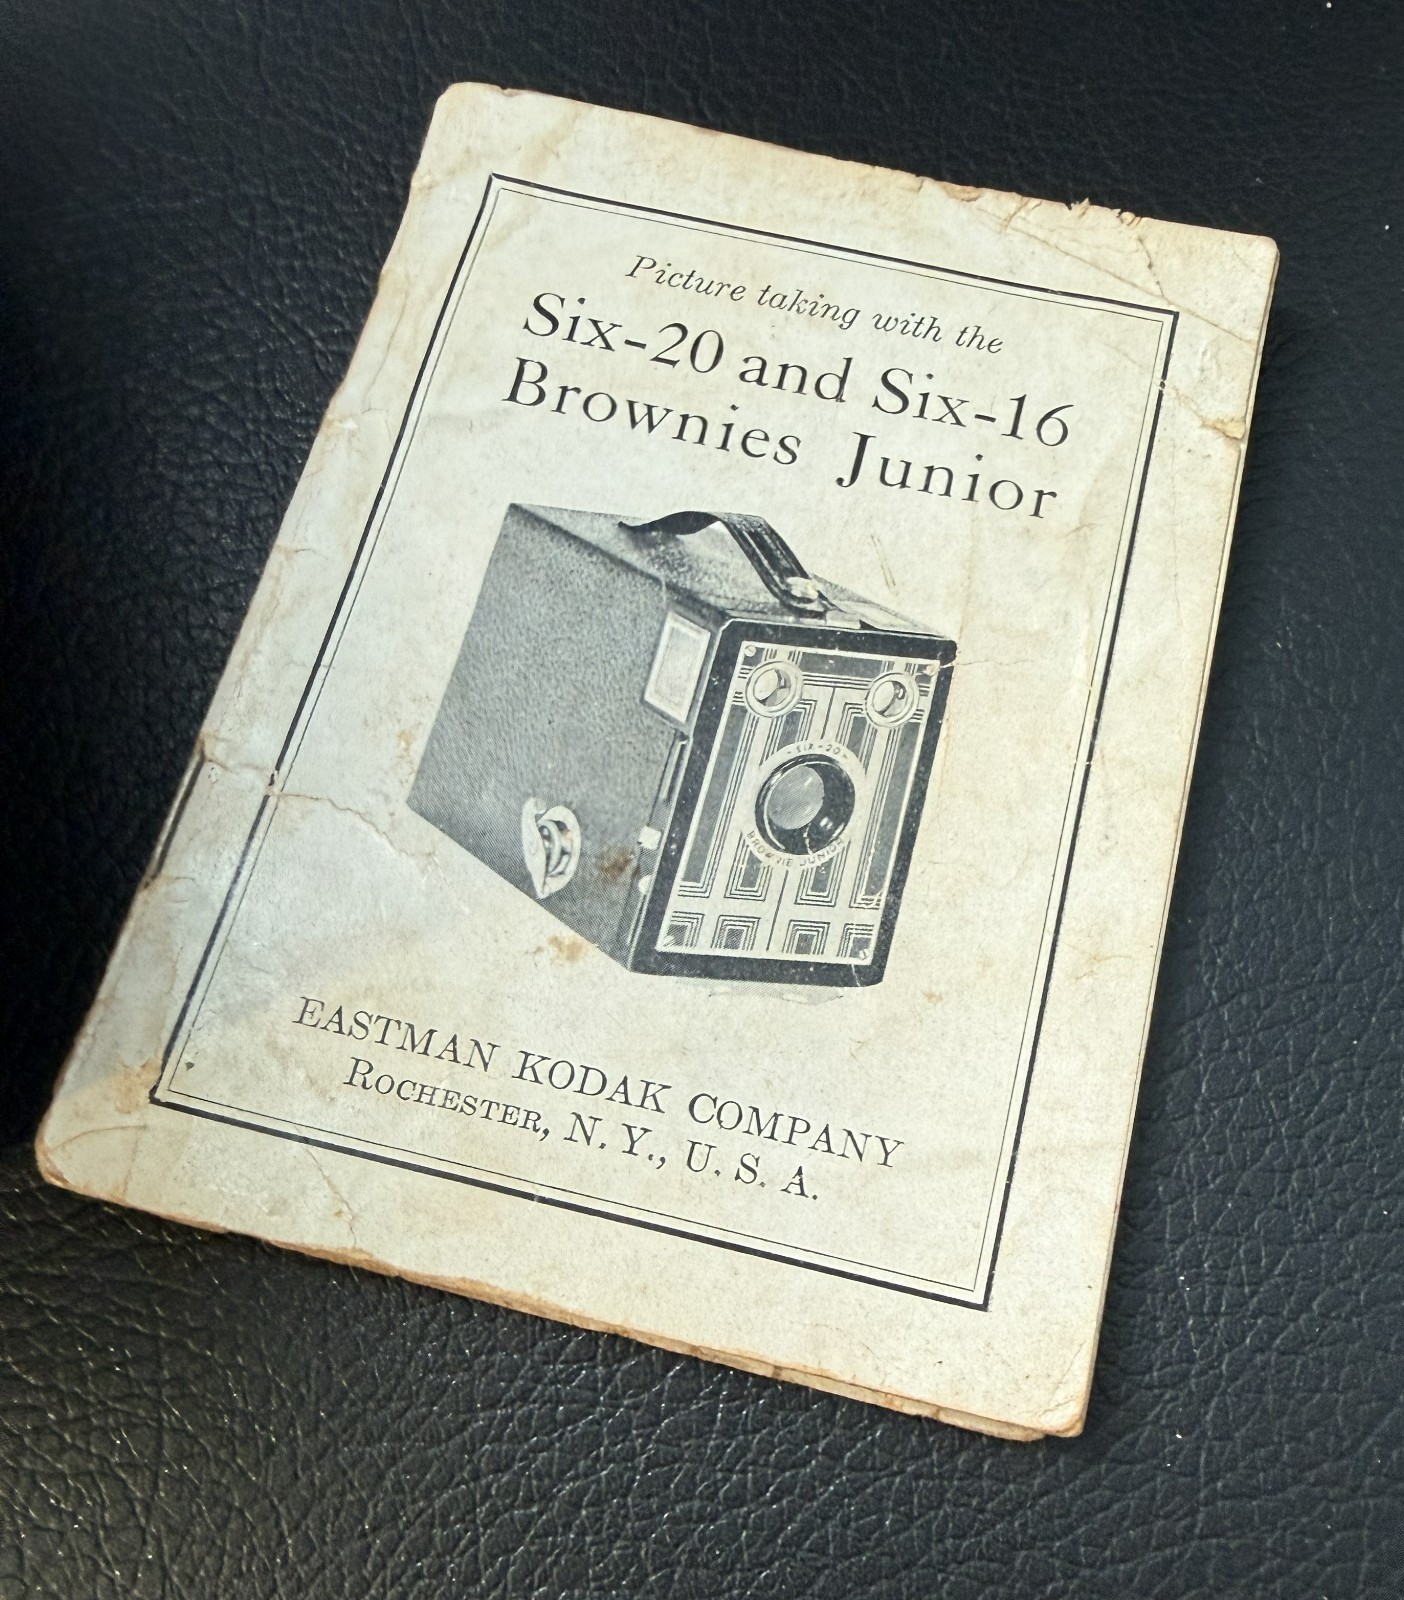 Picture taking with the
Six-20 and Six-16
Brownies Junior
SIX-20
BROWNIE JUNIOR
EASTMAN KODAK COMPANY
ROCHESTER, N. Y., U. S. A.